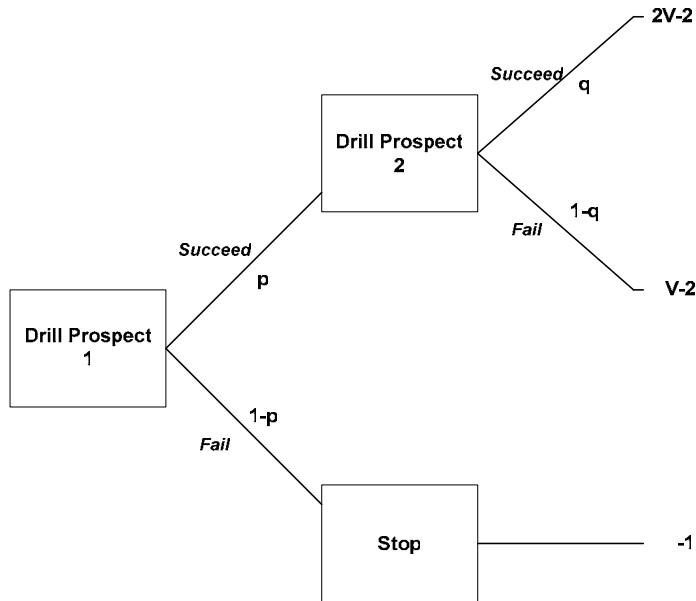 2V-2
Succeed
q
Drill Prospect
2
1-q
Fail
Succeed
p
V-2
Drill Prospect
1
1-p
Fail
Stop
-1